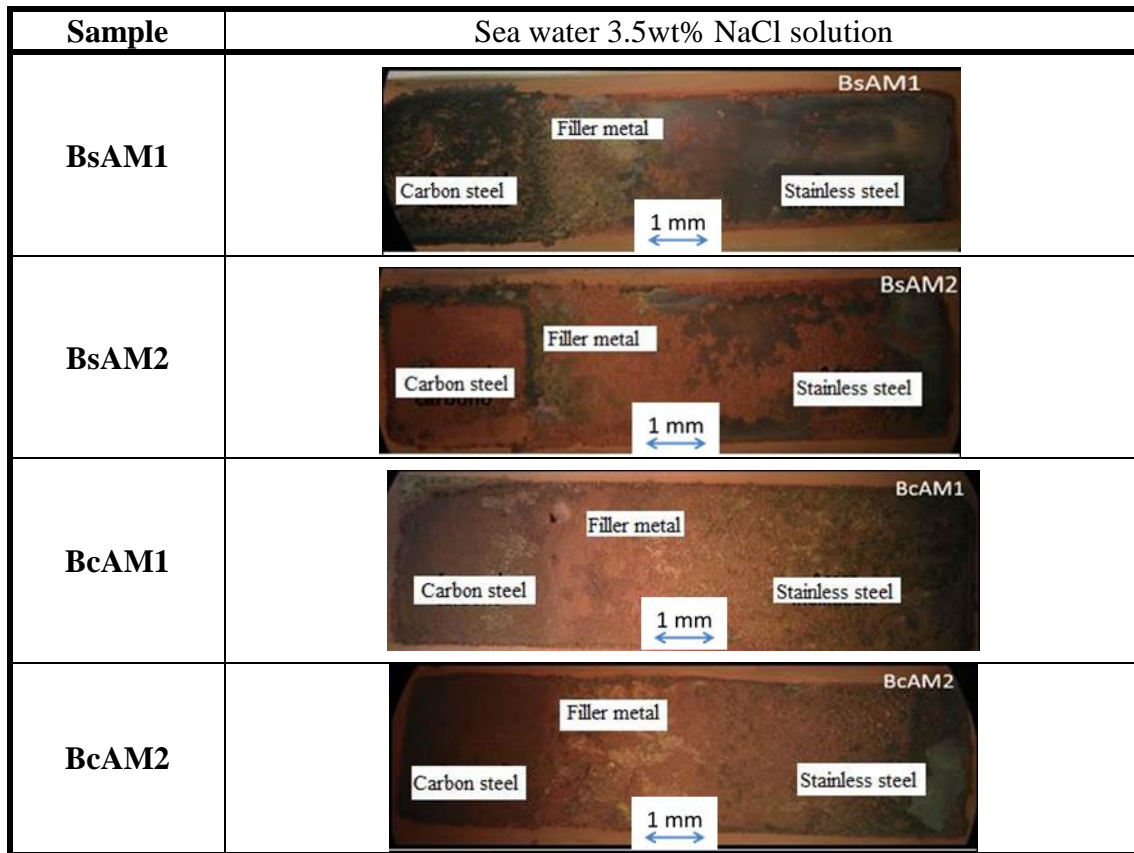 Sample
Sea water 3.5wt% NaCl solution
BsAM1
BsAM1
Filler metal
Carbon steel
Stainless steel
1 mm
BsAM2
BsAM2
Filler metal
Carbon steel
Stainless steel
1 mm
BcAM1
BcAM1
Filler metal
Carbon steel
Stainless steel
1 mm
BcAM2
BcAM2
Filler metal
Carbon steel
Stainless steel
1 mm